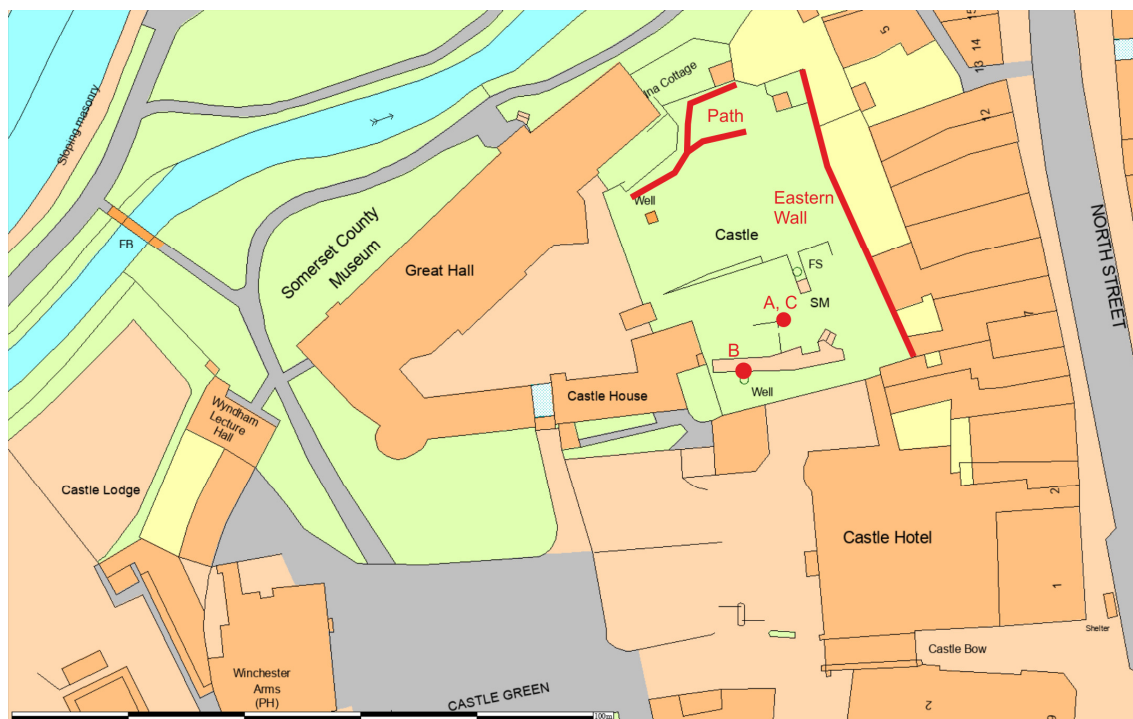 5
15
14
13
Ina Cottage
Sloping masonry
Path
12
Well
Eastern
Wall
Somerset County
Museum
Castle
NORTH STREET
FB
Great Hall
FS
A, C
SM
7
B
Castle House
Well
Wyndham
Lecture
Hall
Castle Lodge
2
Castle Hotel
1
Shelter
Castle Bow
Winchester
Arms
(PH)
CASTLE GREEN
2
100m